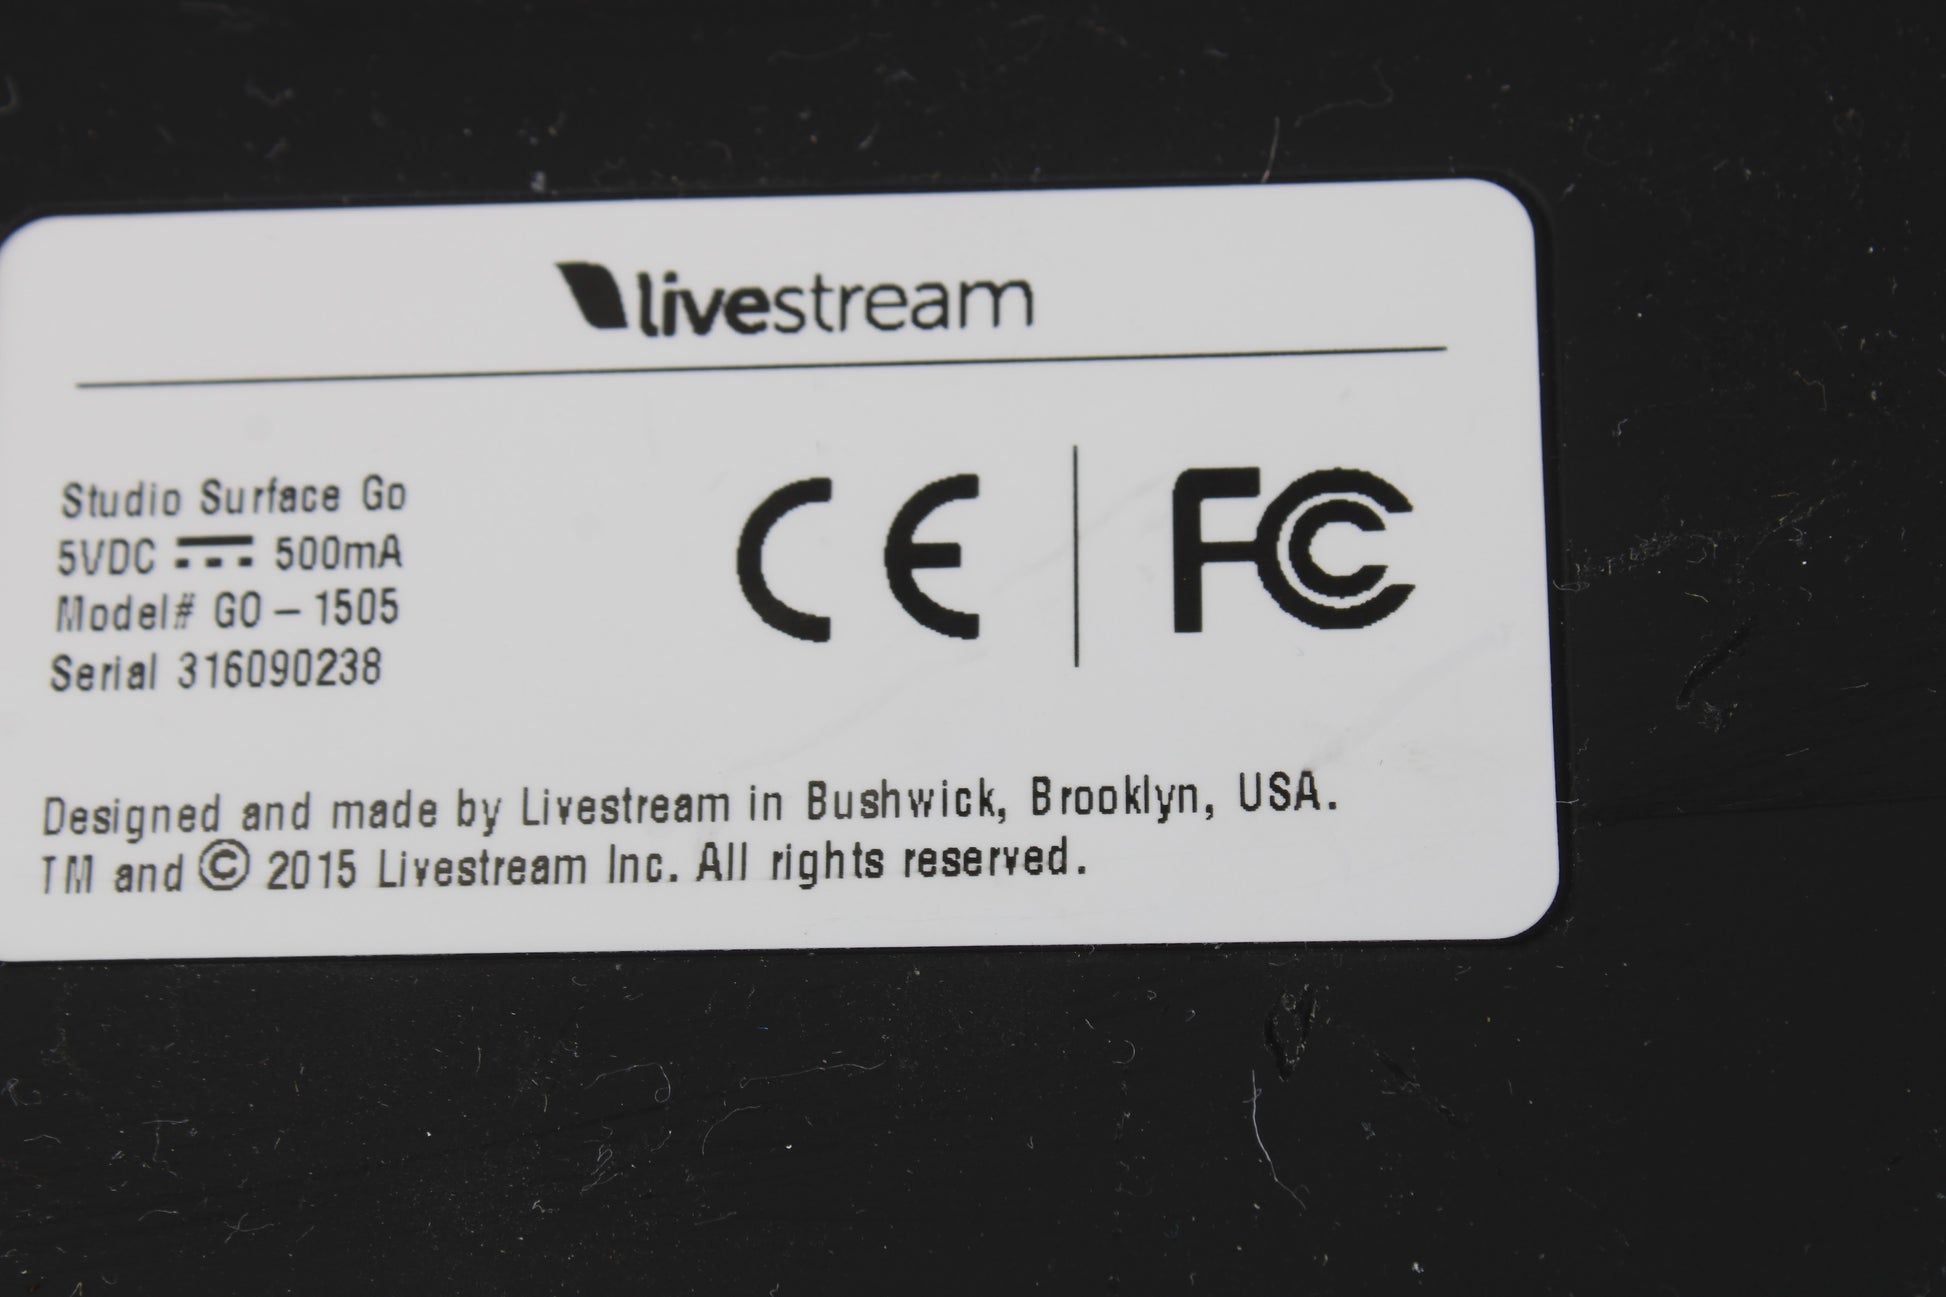 livestream
Studio Surface Go
5VDC ⎓ 500mA
Model# GO – 1505
Serial 316090238
CE FCC
Designed and made by Livestream in Bushwick, Brooklyn, USA.
TM and © 2015 Livestream Inc. All rights reserved.